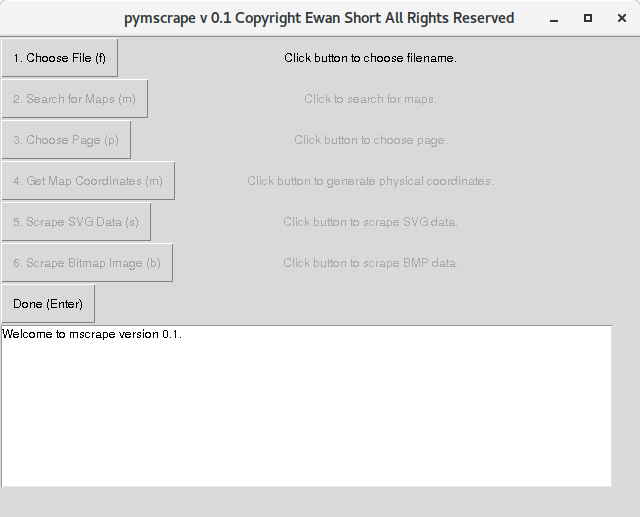 pymscrape v 0.1 Copyright Ewan Short All Rights Reserved
1. Choose File (f) Click button to choose filename.
2. Search for Maps (m) Click to search for maps.
3. Choose Page (p) Click button to choose page.
4. Get Map Coordinates (m) Click button to generate physical coordinates.
5. Scrape SVG Data (s) Click button to scrape SVG data.
6. Scrape Bitmap Image (b) Click button to scrape BMP data.
Done (Enter)
Welcome to mscrape version 0.1.